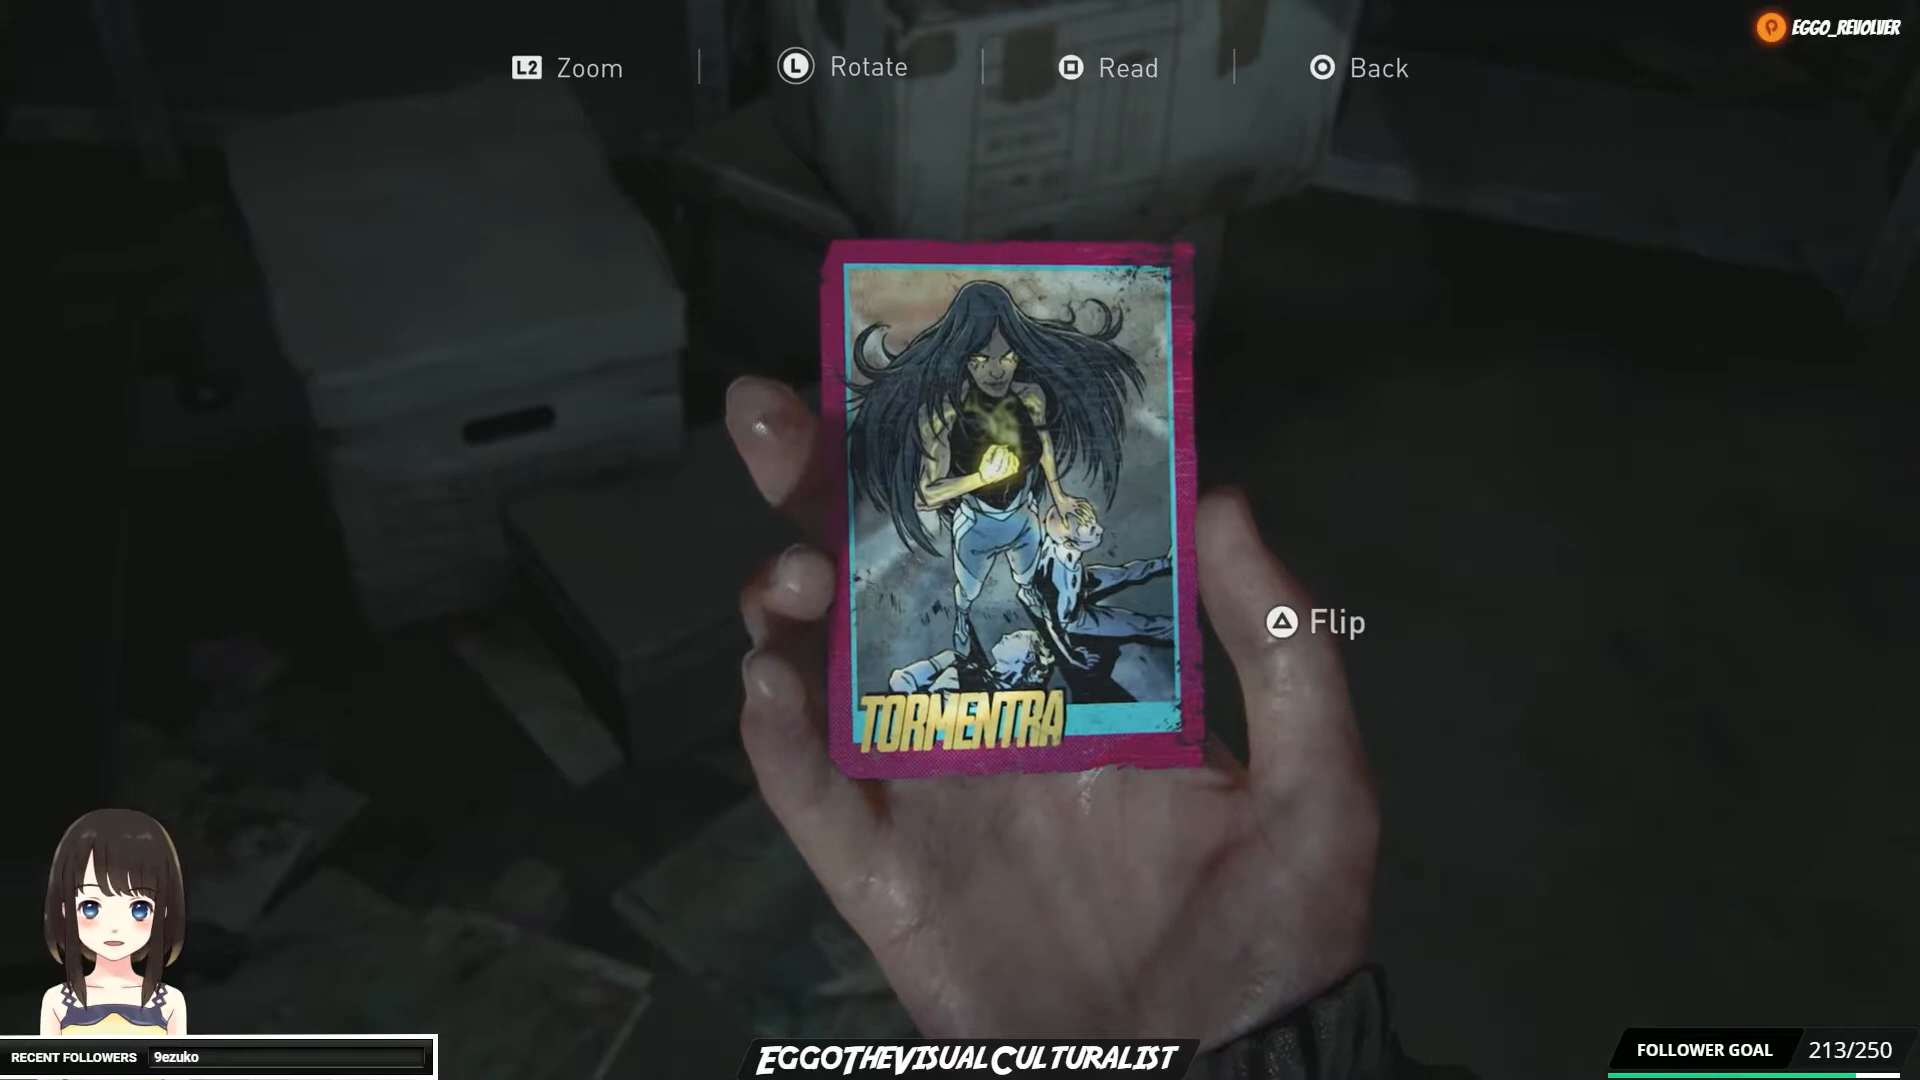 EGGO_REVOLVER
L2 Zoom
L Rotate
Read
Back
TORMENTRA
Flip
RECENT FOLLOWERS 9ezuko
EGGOTHEVISUALCULTURALIST
FOLLOWER GOAL 213/250